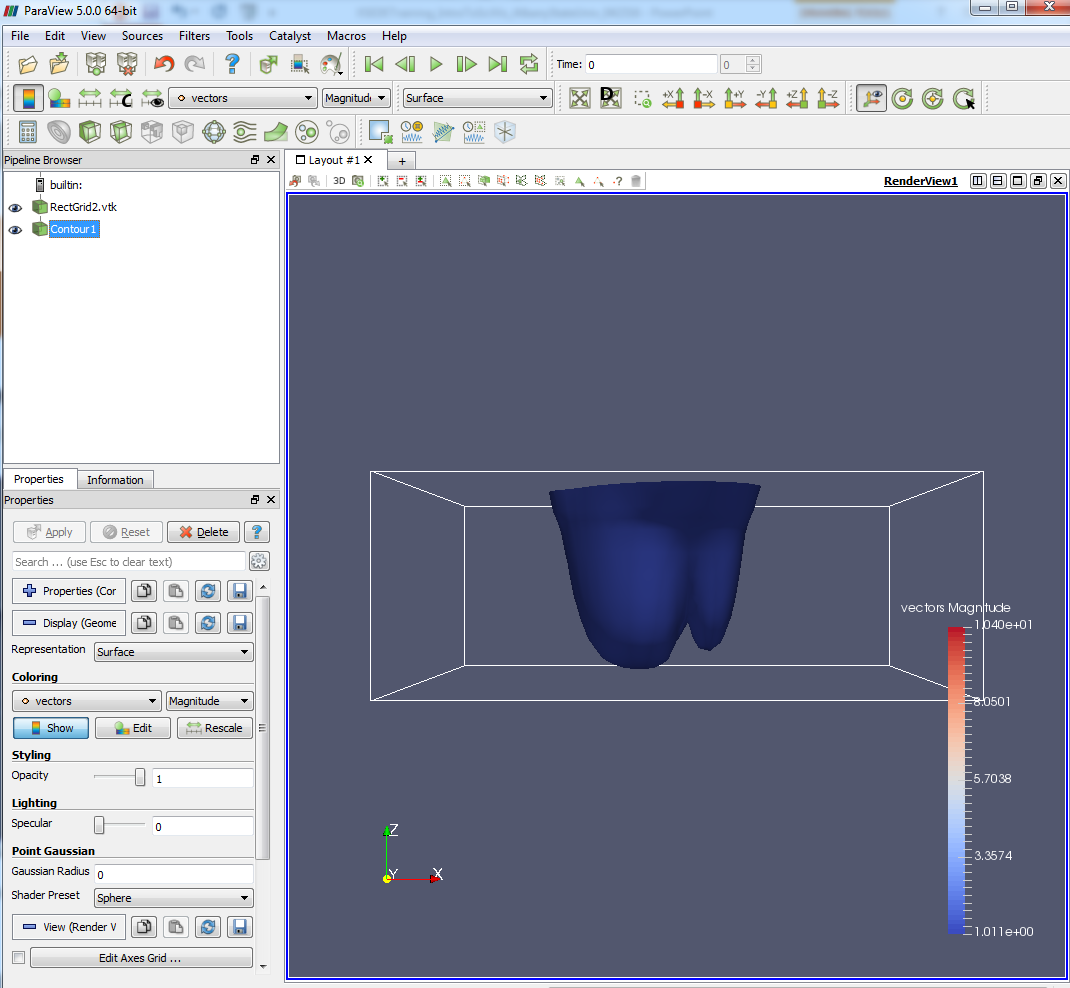 ParaView 5.0.0 64-bit
File Edit View Sources Filters Tools Catalyst Macros Help
Time: 0 0
vectors Magnitude Surface
D +X -X +Y -Y +Z -Z
C
Pipeline Browser
Layout #1 +
3D
RenderView1
builtin:
RectGrid2.vtk
Contour1
Properties Information
Properties
Apply Reset Delete ?
Search ... (use Esc to clear text)
Properties (Cor
Display (Geome
Representation Surface
Coloring
vectors Magnitude
Show Edit Rescale
Styling
Opacity 1
Lighting
Specular 0
Point Gaussian
Gaussian Radius 0
Shader Preset Sphere
View (Render V
Edit Axes Grid ...
vectors Magnitude
1.040e+01
8.0501
5.7038
3.3574
1.011e+00
Z
Y X